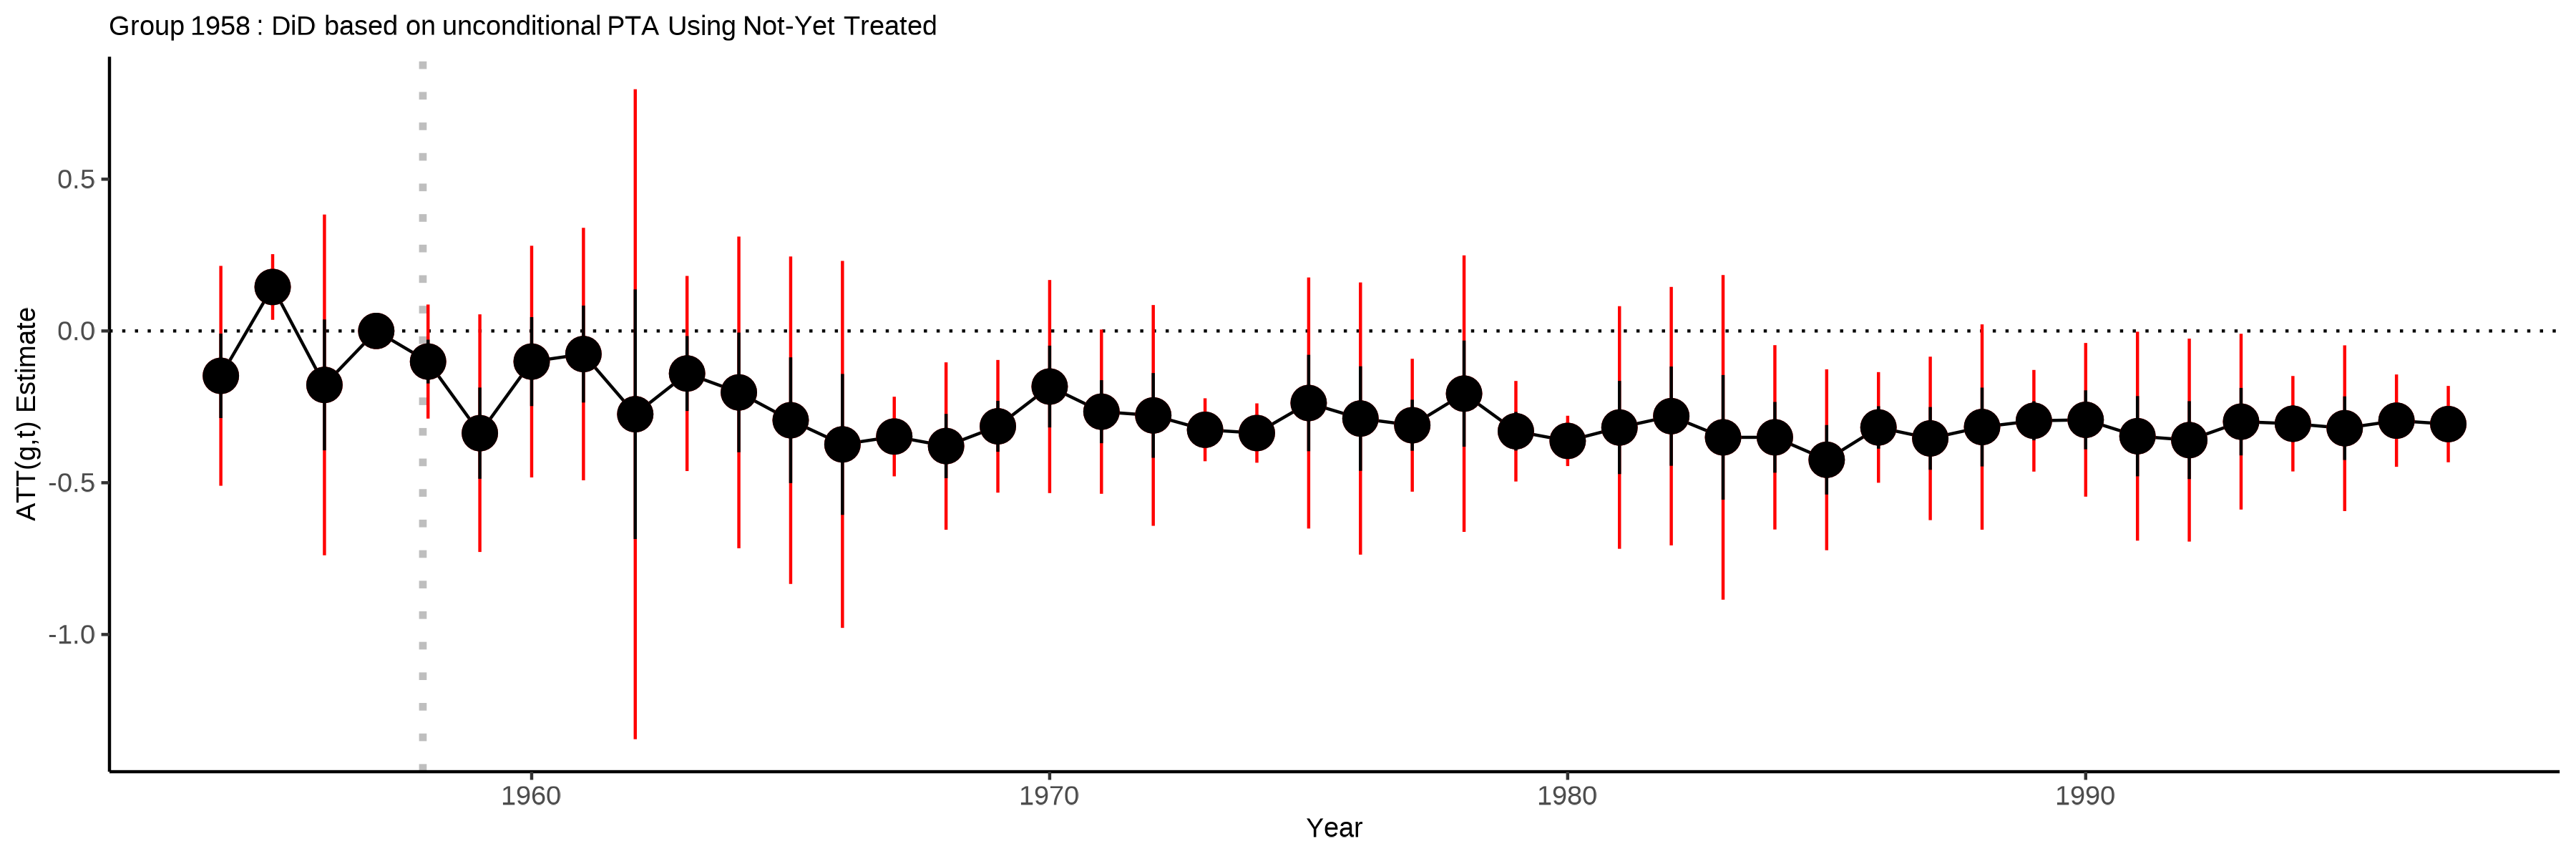 Group 1958 : DiD based on unconditional PTA Using Not-Yet Treated
ATT(g,t) Estimate
0.5
0.0
-0.5
-1.0
1960 1970 1980 1990
Year